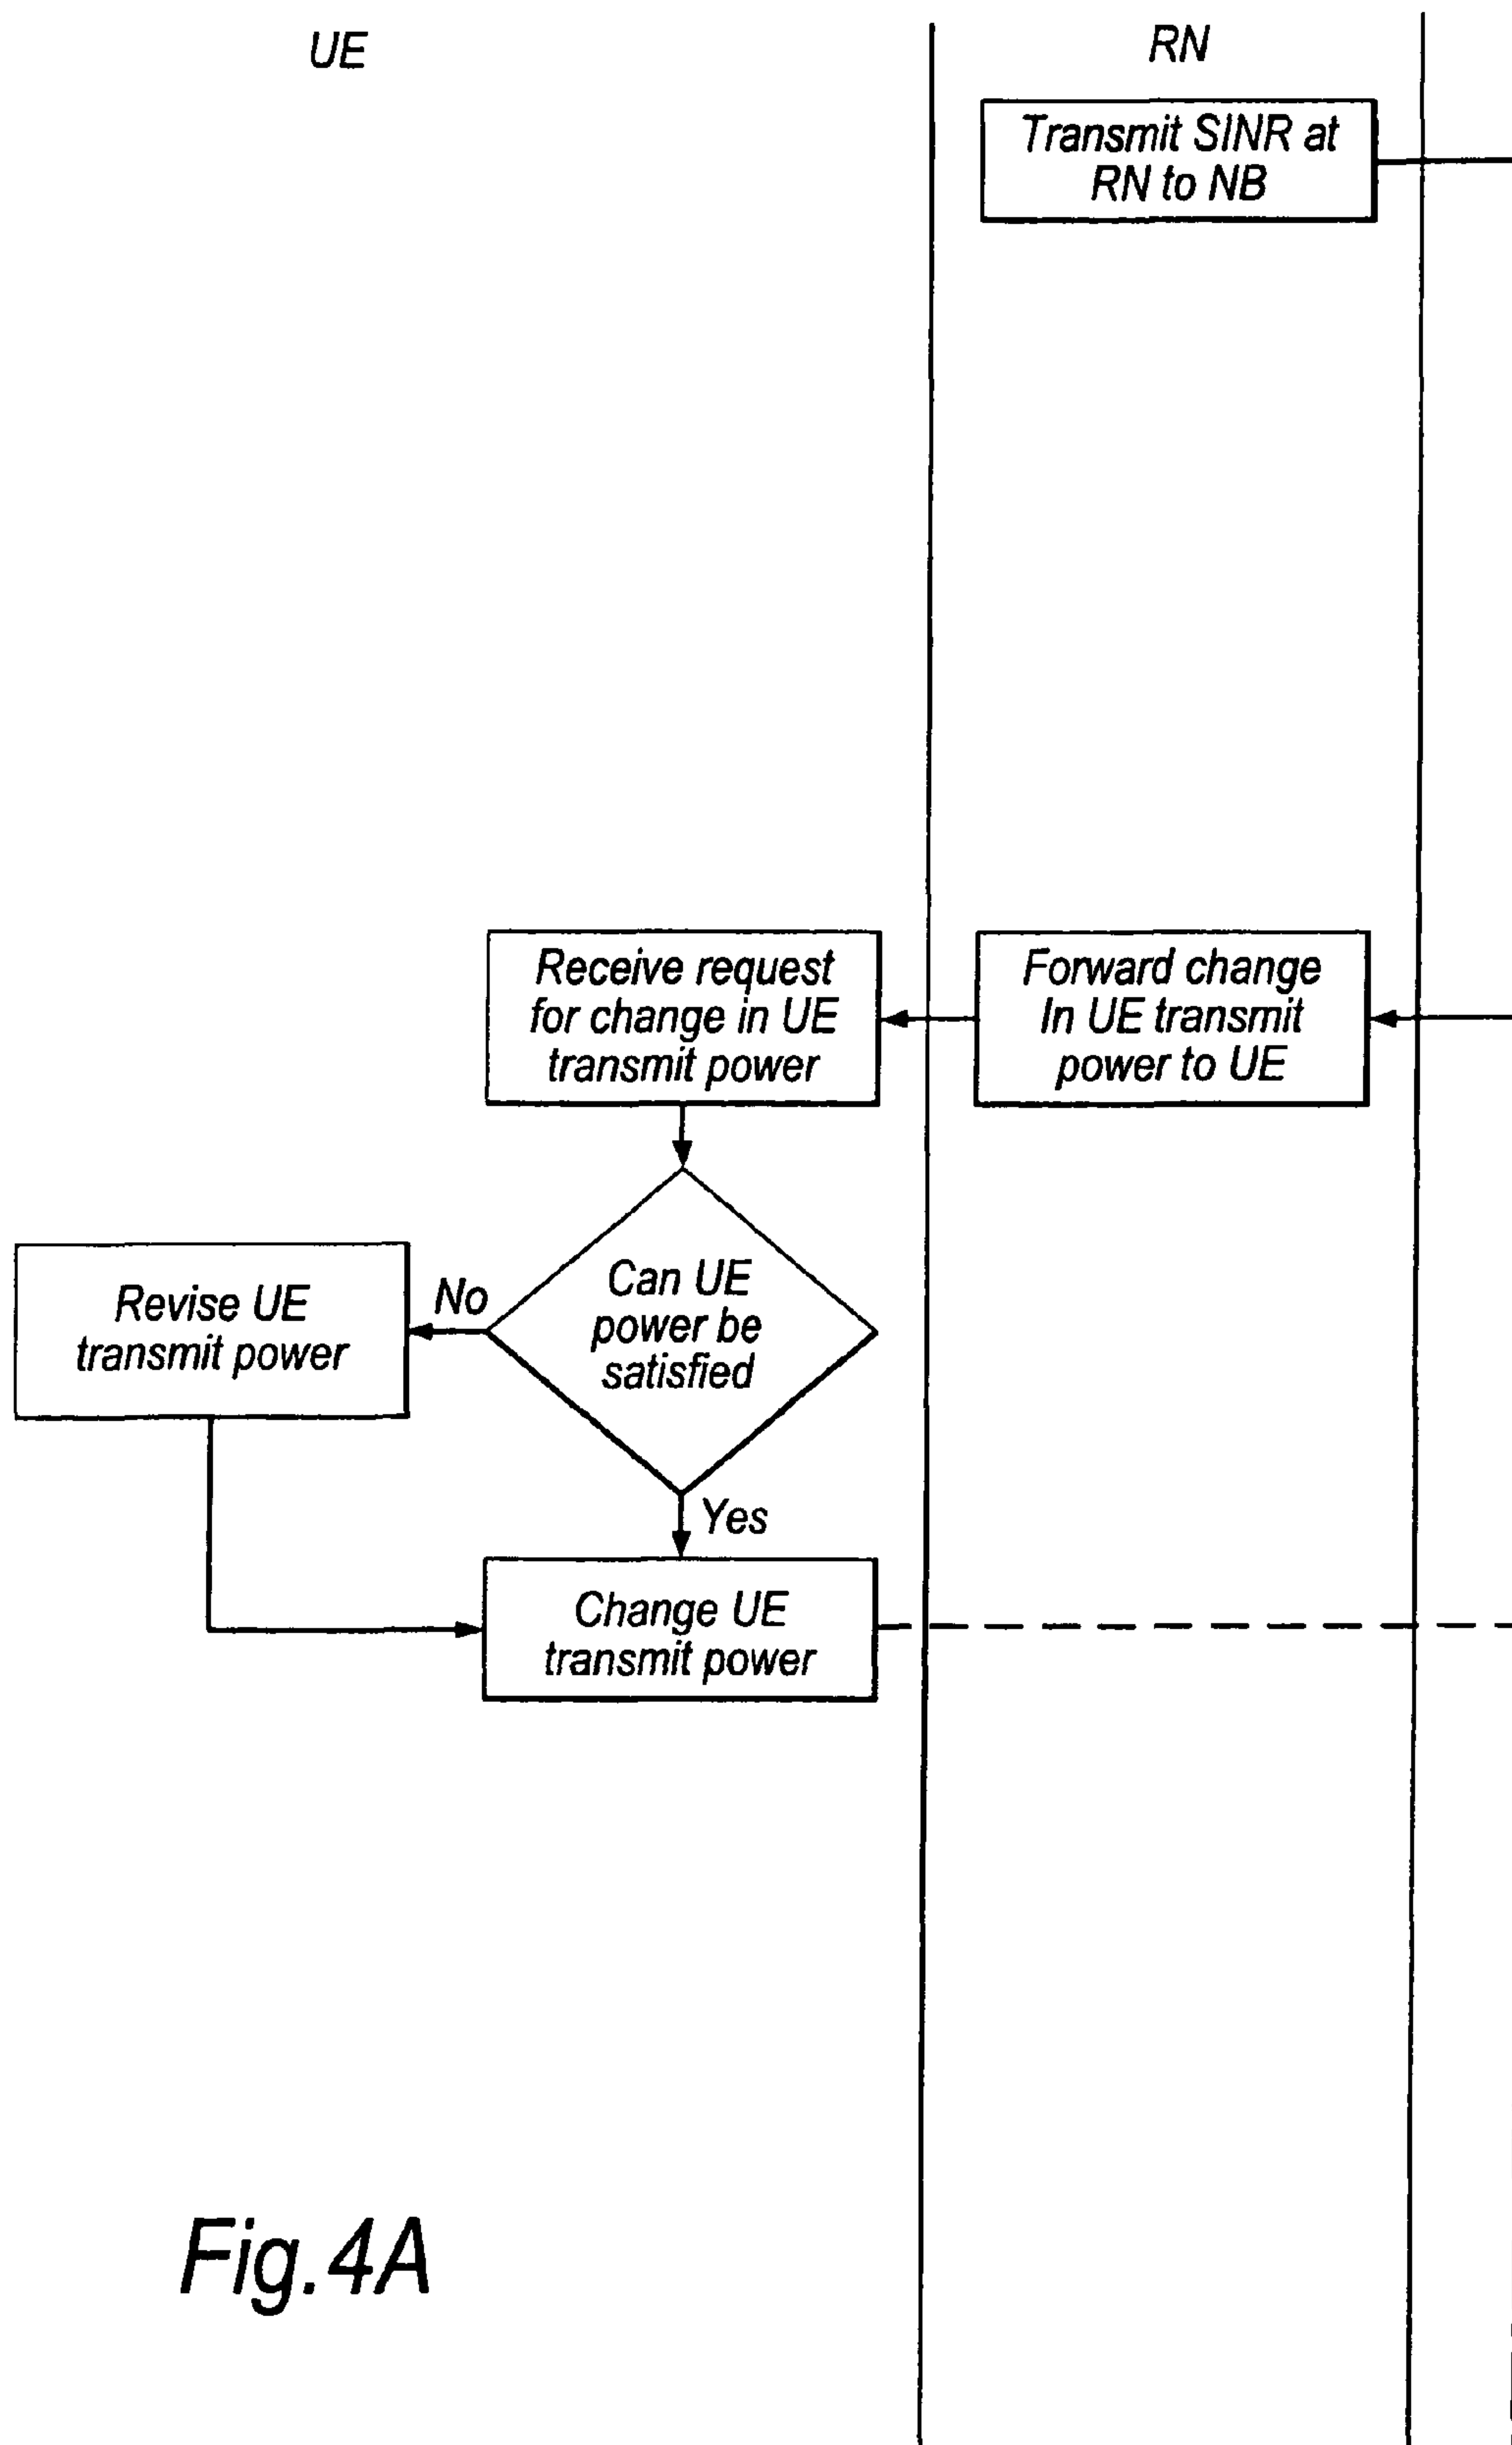 UE
RN
Transmit SINR at
RN to NB
Receive request
for change in UE
transmit power
Forward change
In UE transmit
power to UE
Can UE
power be
satisfied
No
Revise UE
transmit power
Yes
Change UE
transmit power
Fig.4A